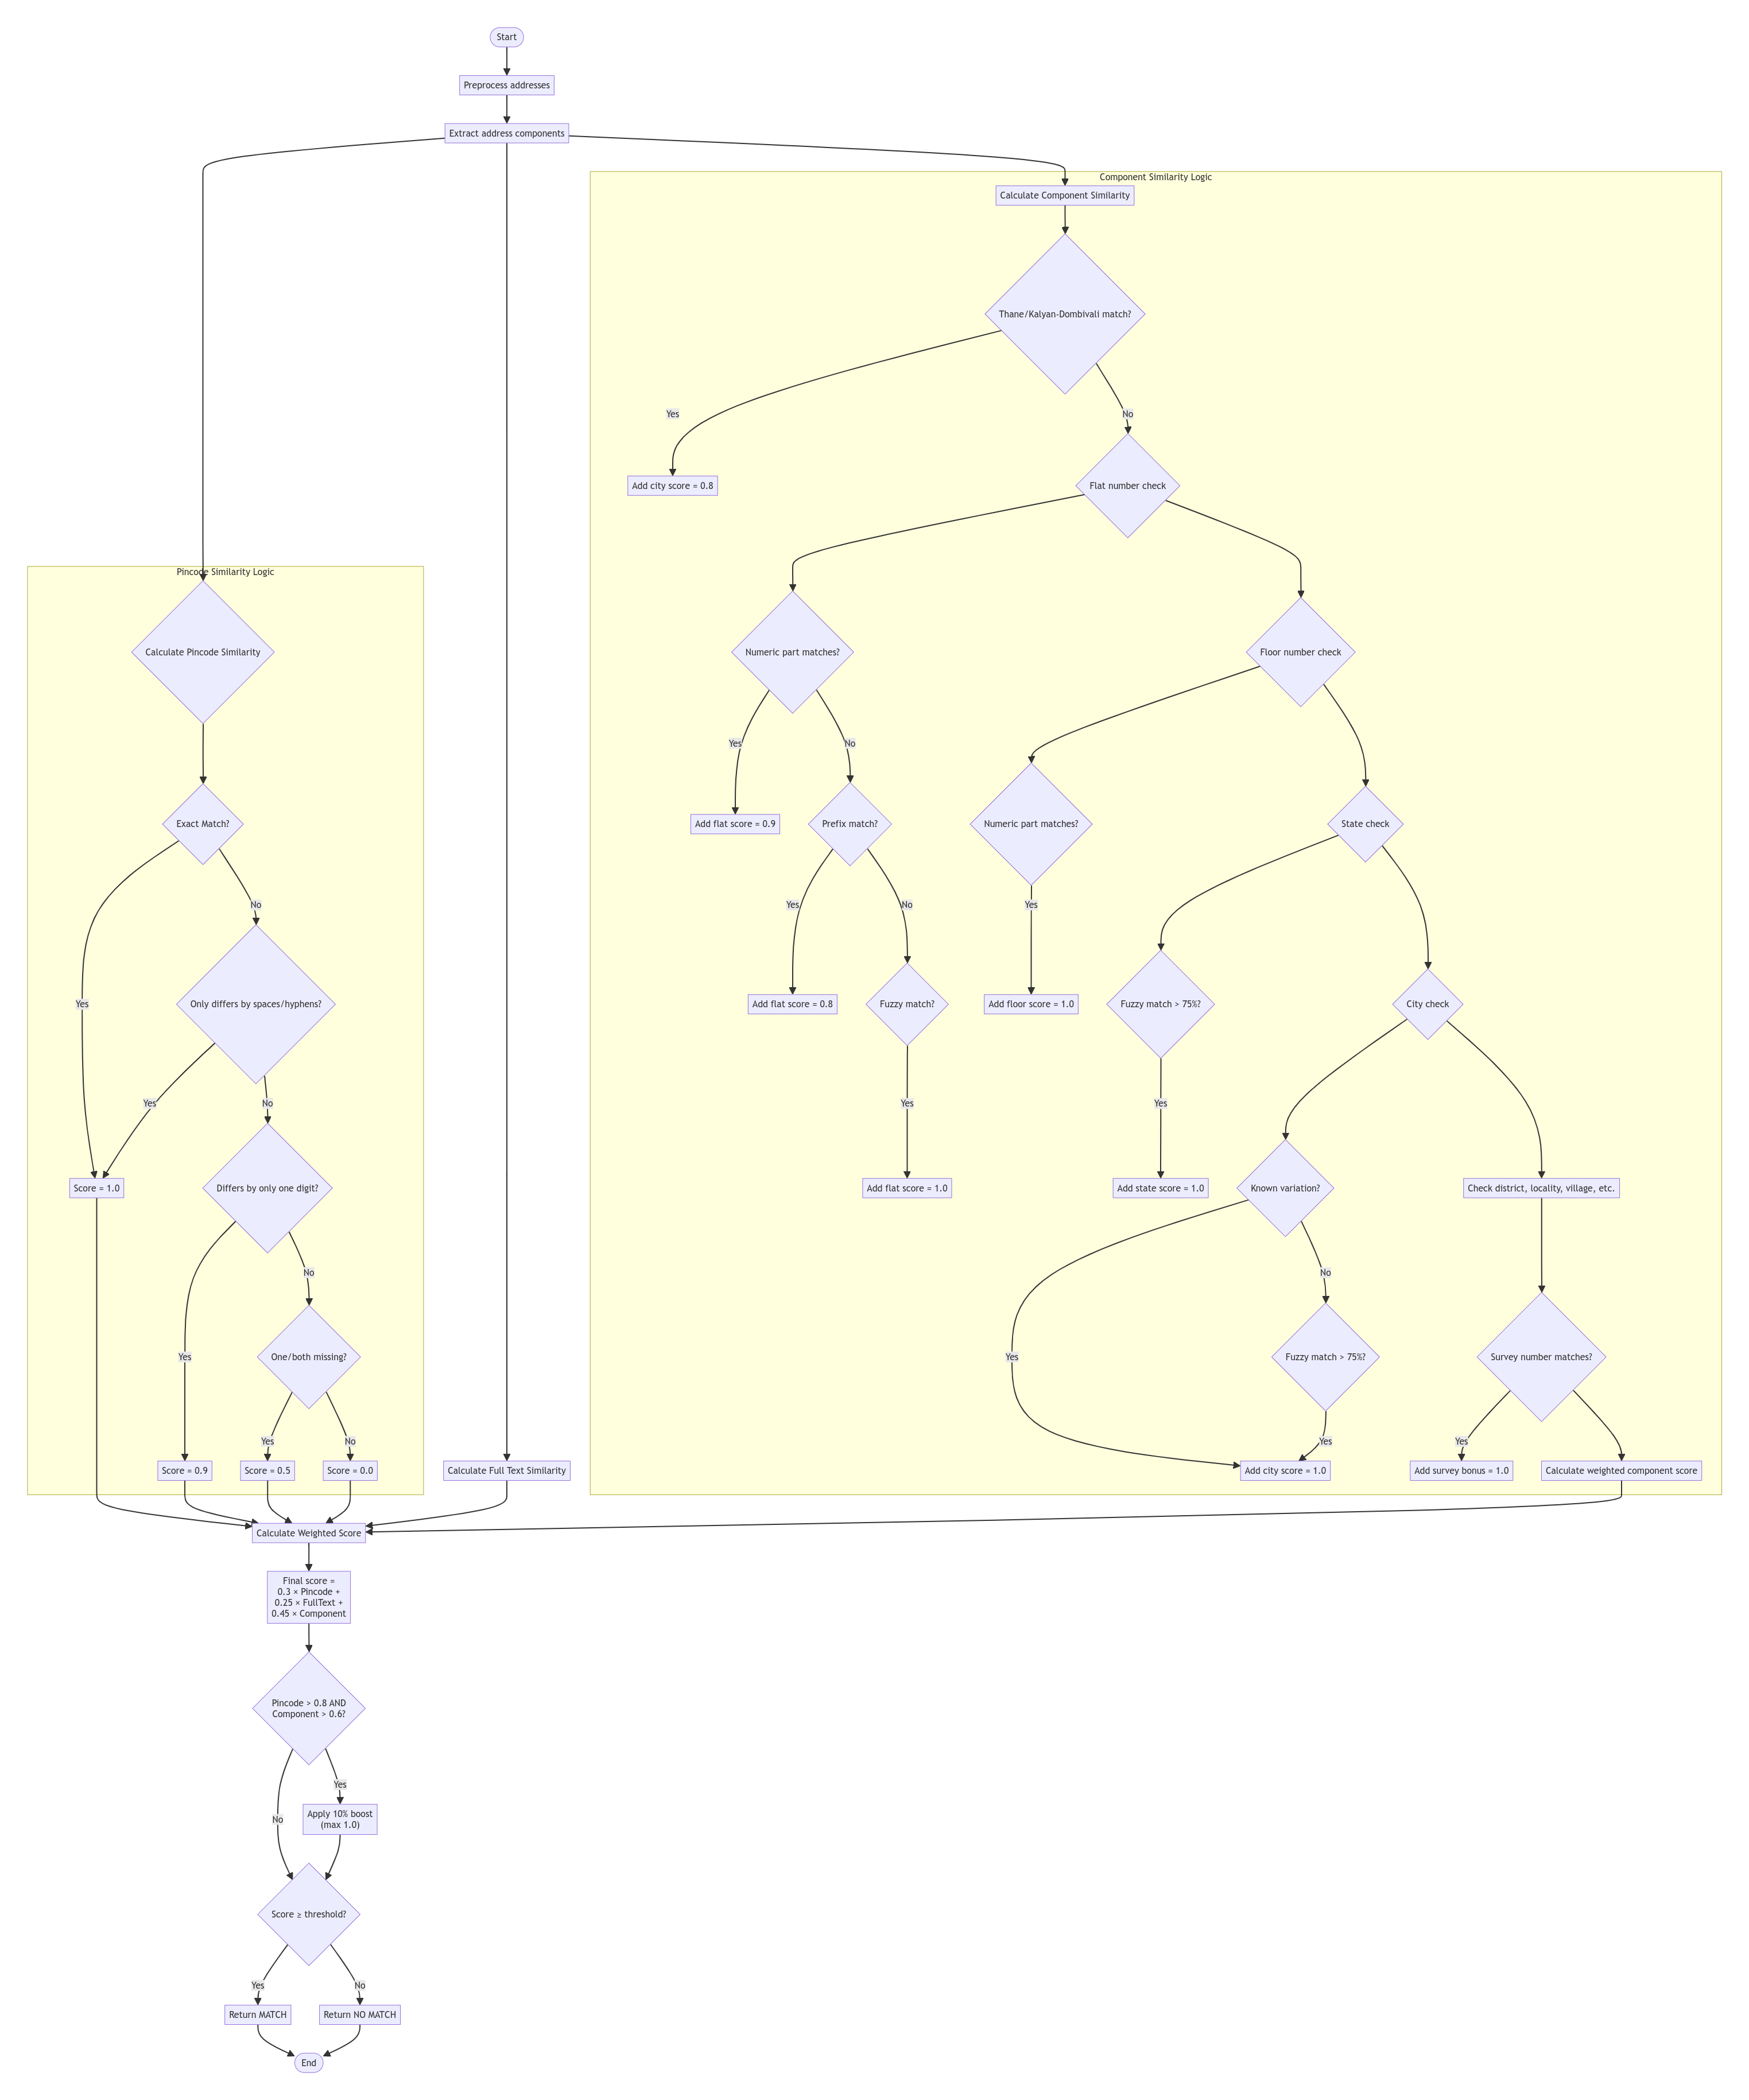 Start
Preprocess addresses
Extract address components
Component Similarity Logic
Calculate Component Similarity
Thane/Kalyan-Dombivali match?
Yes
No
Add city score = 0.8
Flat number check
Pincode Similarity Logic
Calculate Pincode Similarity
Numeric part matches?
Floor number check
Yes
No
Exact Match?
Add flat score = 0.9
Prefix match?
Numeric part matches?
State check
No
Yes
No
Yes
Yes
Only differs by spaces/hyphens?
Add flat score = 0.8
Fuzzy match?
Add floor score = 1.0
Fuzzy match > 75%?
City check
Yes
No
Yes
Yes
Score = 1.0
Differs by only one digit?
Add flat score = 1.0
Add state score = 1.0
Known variation?
Check district, locality, village, etc.
No
No
Yes
One/both missing?
Yes
Fuzzy match > 75%?
Survey number matches?
Yes
No
Yes
Yes
Score = 0.9
Score = 0.5
Score = 0.0
Calculate Full Text Similarity
Add city score = 1.0
Add survey bonus = 1.0
Calculate weighted component score
Calculate Weighted Score
Final score =
0.3 × Pincode +
0.25 × FullText +
0.45 × Component
Pincode > 0.8 AND
Component > 0.6?
Yes
No
Apply 10% boost
(max 1.0)
Score ≥ threshold?
Yes
No
Return MATCH
Return NO MATCH
End